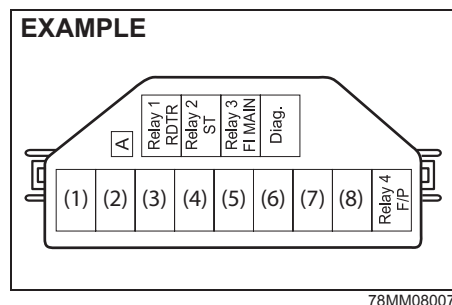 EXAMPLE
A
Relay 1
RDTR
Relay 2
ST
Relay 3
FI MAIN
Diag.
(1) (2) (3) (4) (5) (6) (7) (8)
Relay 4
F/P
78MM08007